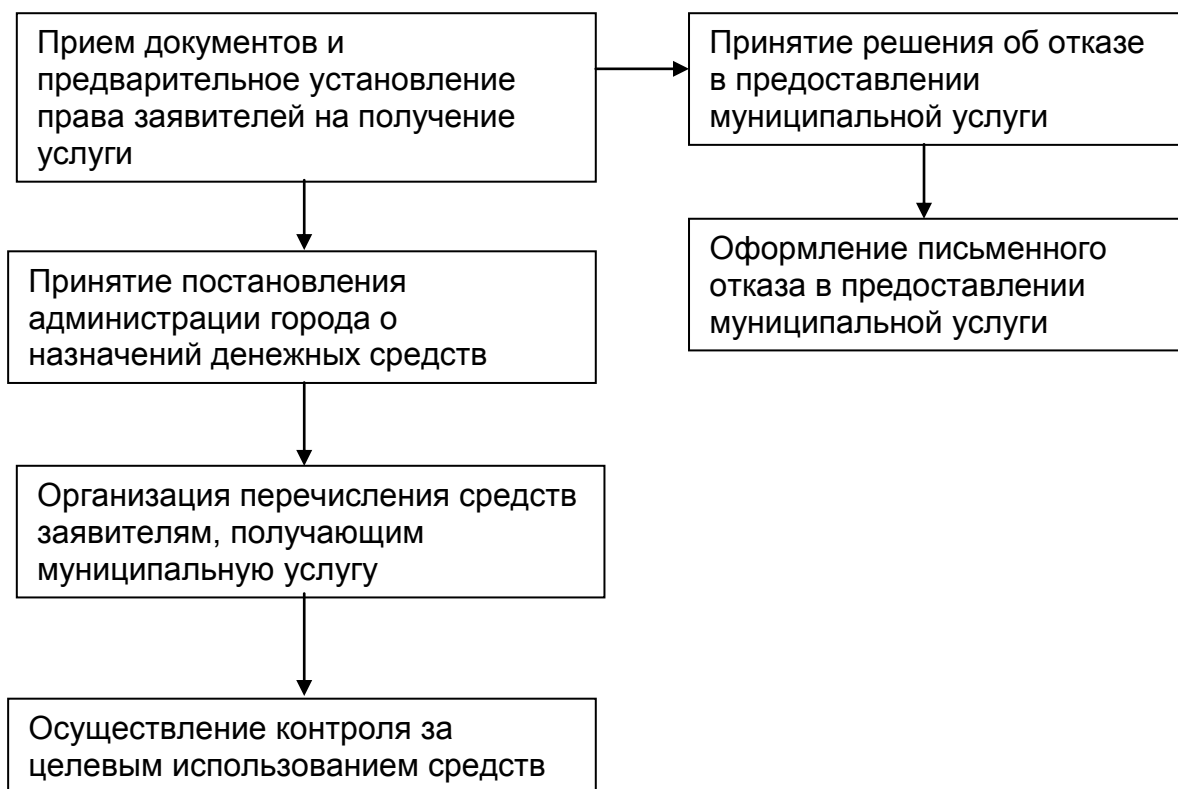 Прием документов и
предварительное установление
права заявителей на получение
услуги
Принятие решения об отказе
в предоставлении
муниципальной услуги
Оформление письменного
отказа в предоставлении
муниципальной услуги
Принятие постановления
администрации города о
назначений денежных средств
Организация перечисления средств
заявителям, получающим
муниципальную услугу
Осуществление контроля за
целевым использованием средств